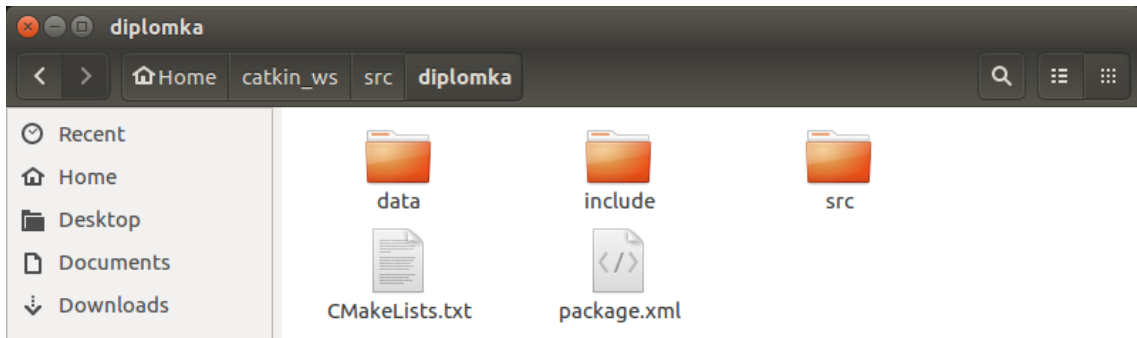 diplomka
Home catkin_ws src diplomka
Recent
Home
Desktop
Documents
Downloads
data include src
CMakeLists.txt package.xml